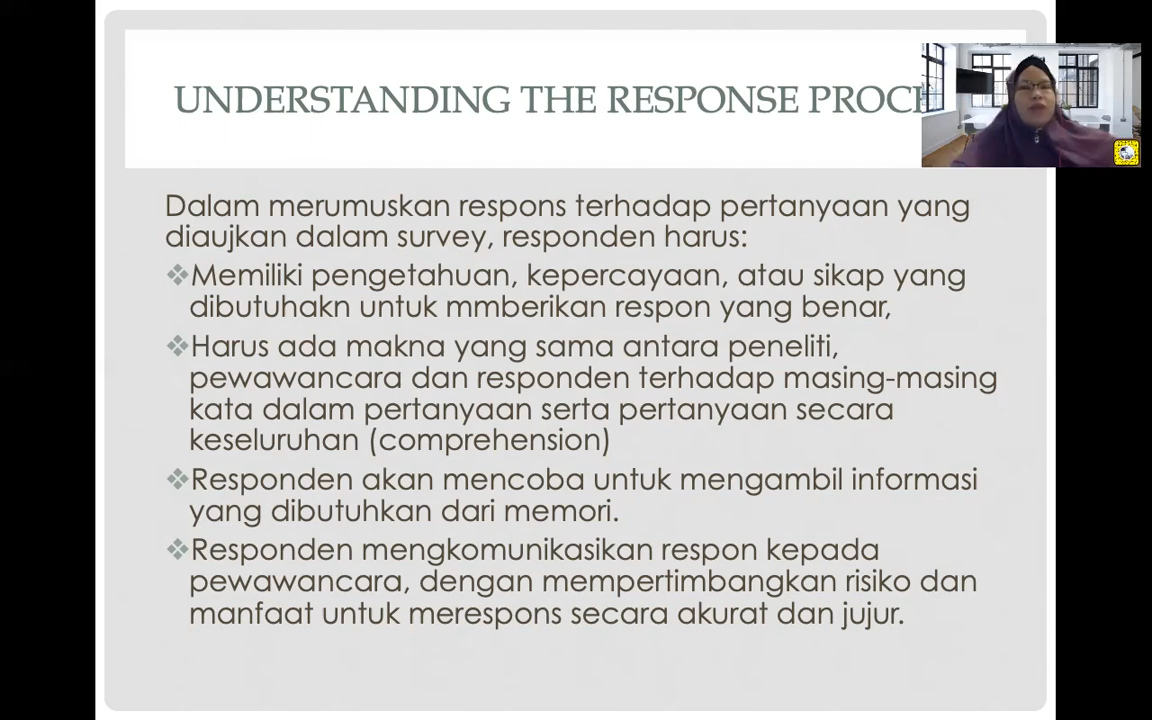 UNDERSTANDING THE RESPONSE
Dalam merumuskan respons terhadap pertanyaan yang
diaujkan dalam survey, responden harus:
Memiliki pengetahuan, kepercayaan, atau sikap yang
dibutuhakn untuk mmberikan respon yang benar,
Harus ada makna yang sama antara peneliti,
pewawancara dan responden terhadap masing-masing
kata dalam pertanyaan serta pertanyaan secara
keseluruhan (comprehension)
Responden akan mencoba untuk mengambil informasi
yang dibutuhkan dari memori.
Responden mengkomunikasikan respon kepada
pewawancara, dengan mempertimbangkan risiko dan
manfaat untuk merespons secara akurat dan jujur.